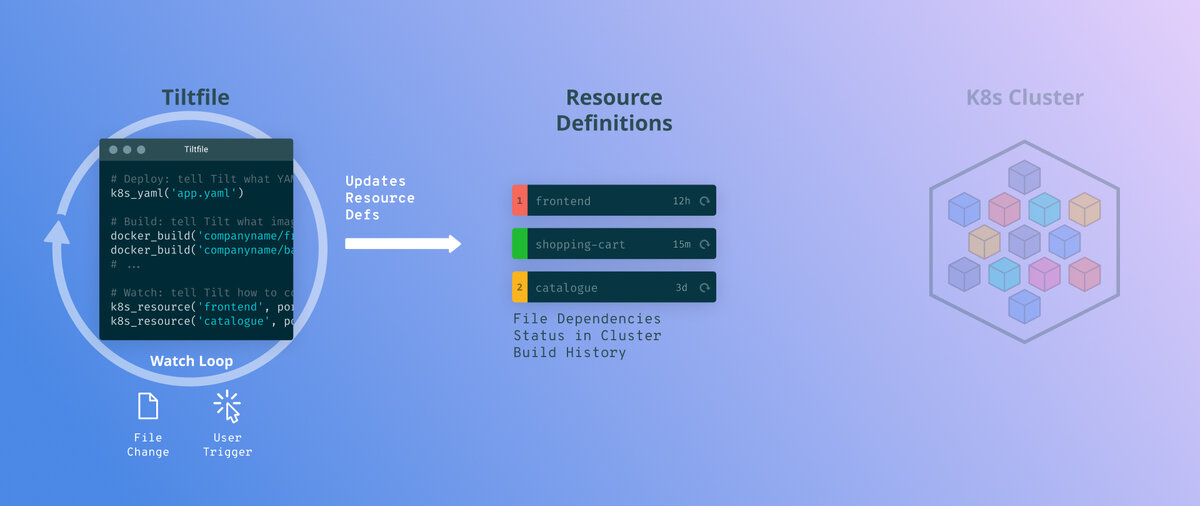 Tiltfile
Tiltfile
# Deploy: tell Tilt what YAM
k8s_yaml('app.yaml')
# Build: tell Tilt what imag
docker_build('companyname/fr
docker_build('companyname/ba
# ...
# Watch: tell Tilt how to co
k8s_resource('frontend', por
k8s_resource('catalogue', po
Watch Loop
File
Change
User
Trigger
Updates
Resource
Defs
Resource
Definitions
1 frontend 12h
shopping-cart 15m
2 catalogue 3d
File Dependencies
Status in Cluster
Build History
K8s Cluster